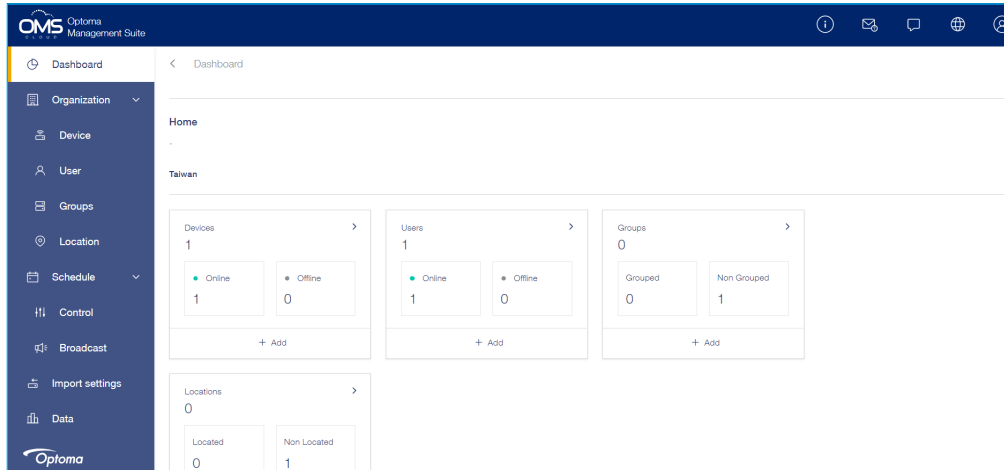 OMS Optoma
CLOUD Management Suite
Dashboard
Organization
Device
User
Groups
Location
Schedule
Control
Broadcast
Import settings
Data
Optoma
Dashboard
Home
.
Taiwan
Devices
1
Online Offline
1 0
+ Add
Users
1
Online Offline
1 0
+ Add
Groups
0
Grouped Non Grouped
0 1
+ Add
Locations
0
Located Non Located
0 1